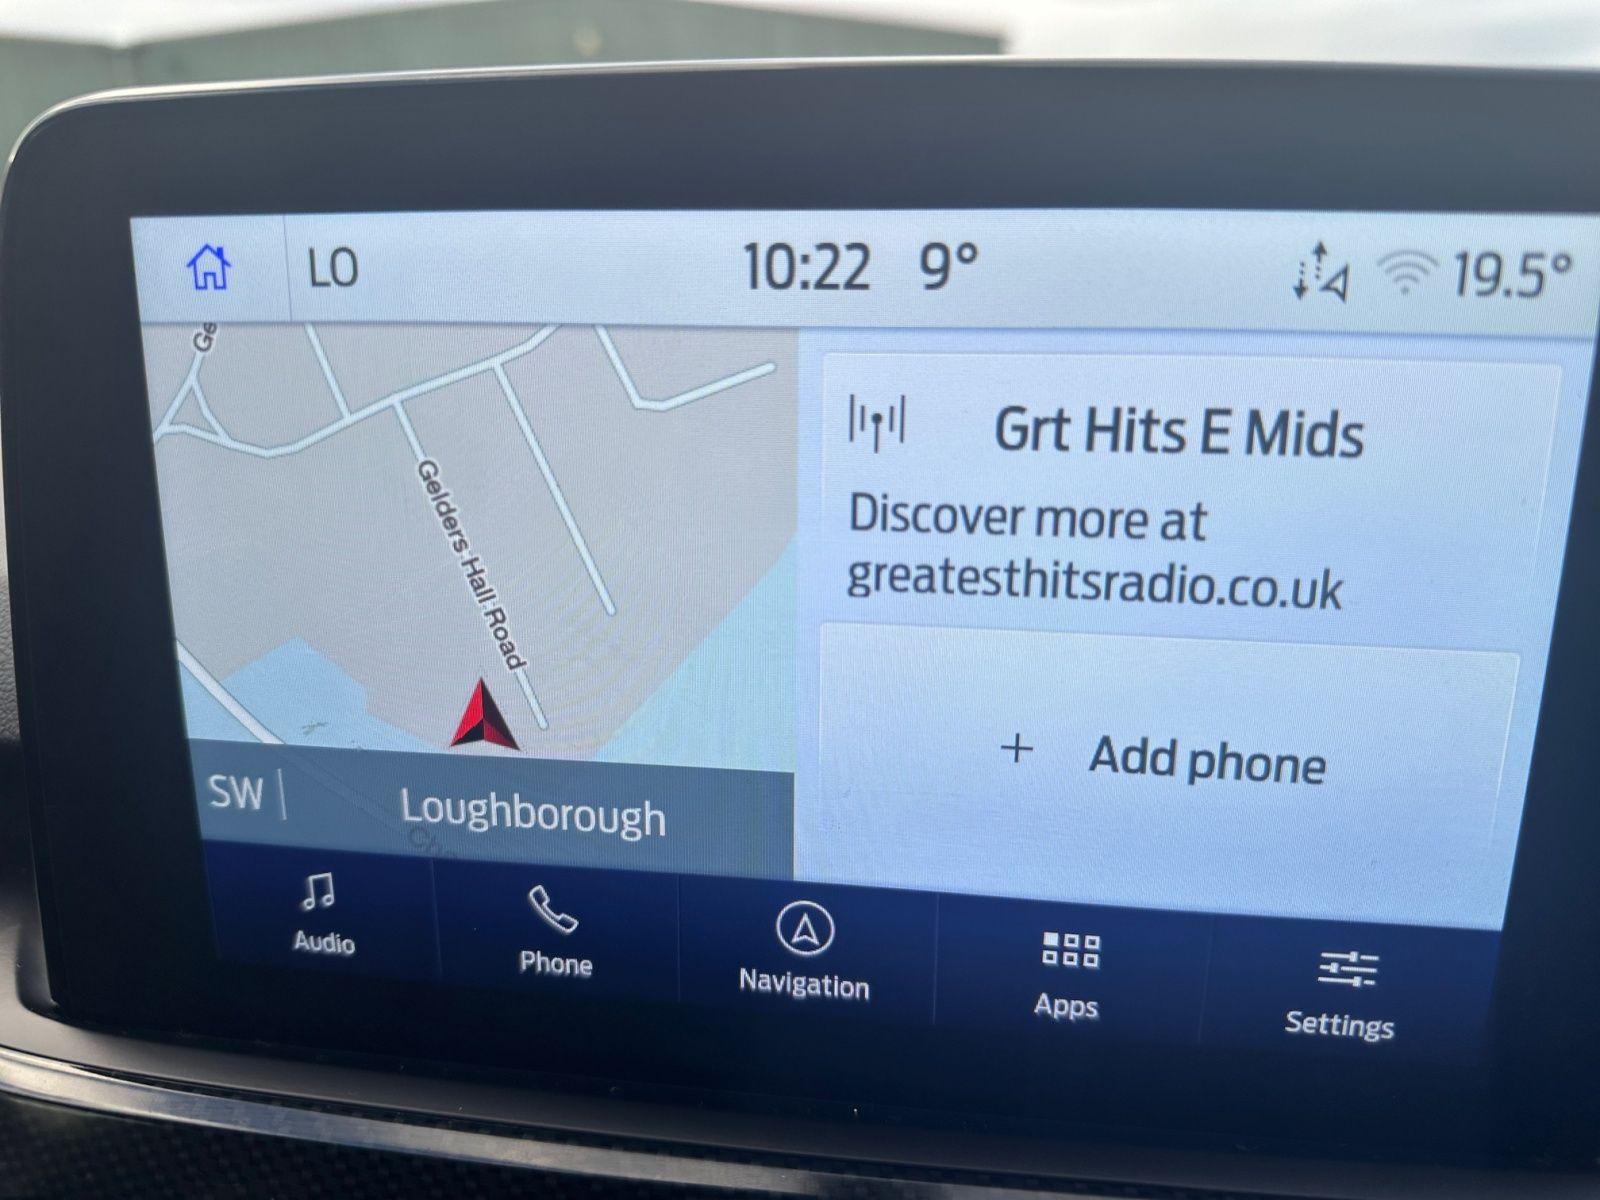 LO
10:22 9° 19.5°
Ge
Gelders Hall Road
SW
Loughborough
Grt Hits E Mids
Discover more at
greatesthitsradio.co.uk
+ Add phone
Audio
Phone
Navigation
Apps
Settings